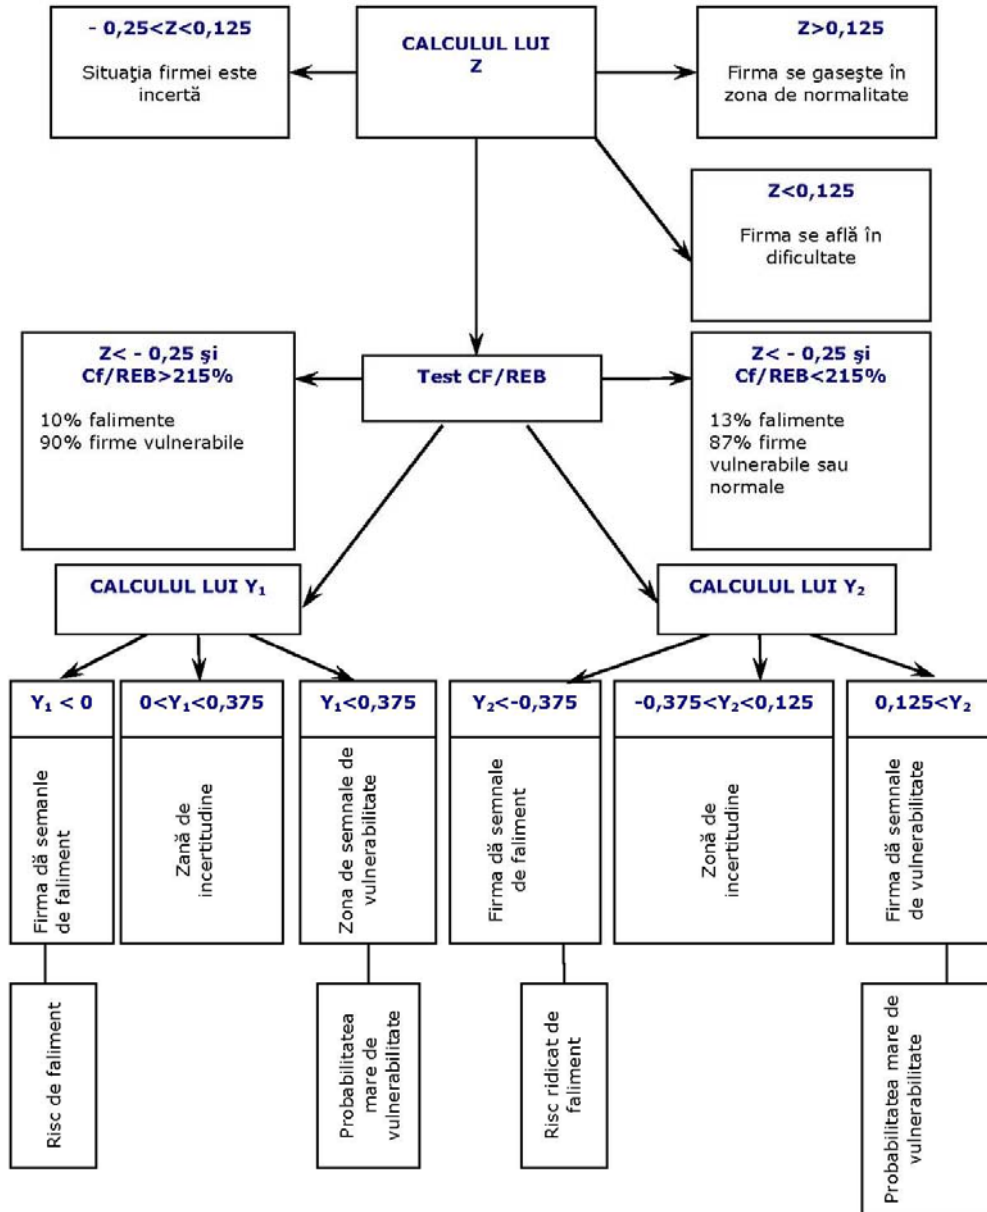 - 0,25<Z<0,125
Situaţia firmei este
incertă
CALCULUL LUI
Z
Z>0,125
Firma se gaseşte în
zona de normalitate
Z<0,125
Firma se află în
dificultate
Z< - 0,25 şi
Cf/REB>215%
10% falimente
90% firme vulnerabile
Test CF/REB
Z< - 0,25 şi
Cf/REB<215%
13% falimente
87% firme
vulnerabile sau
normale
CALCULUL LUI Y₁
CALCULUL LUI Y₂
Y₁ < 0
0<Y₁<0,375
Y₁<0,375
Y₂<-0,375
-0,375<Y₂<0,125
0,125<Y₂
Firma dă semanle
de faliment
Zană de
incertitudine
Zona de semnale de
vulnerabilitate
Firma dă semnale
de faliment
Zonă de
incertitudine
Firma dă semnale
de vulnerabilitate
Risc de faliment
Probabilitatea
mare de
vulnerabilitate
Risc ridicat de
faliment
Probabilitatea mare de
vulnerabilitate